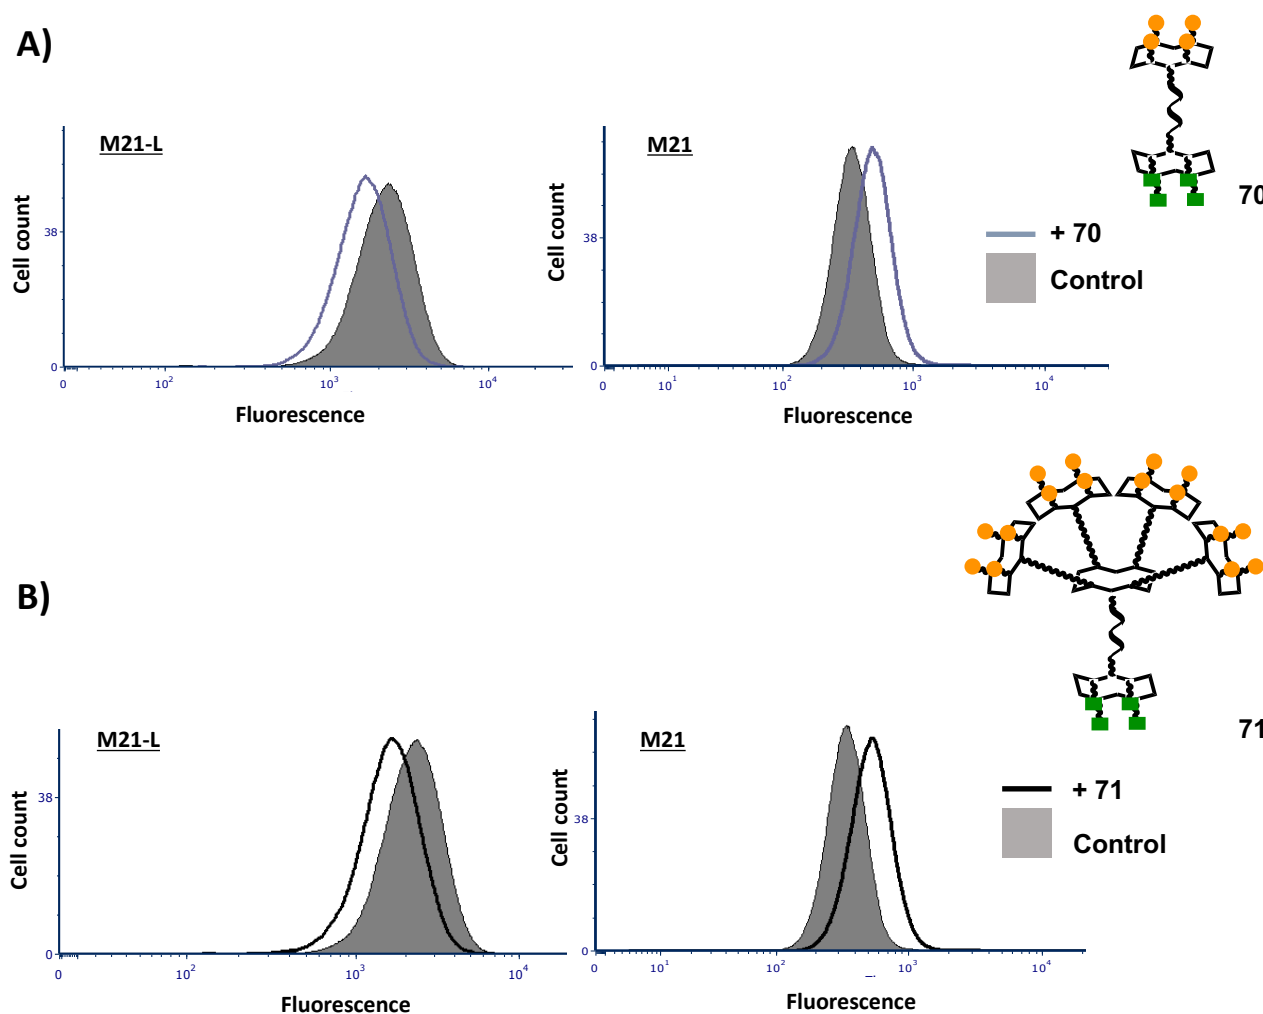 A)
M21-L
M21
38
0
Cell count
0
10²
10³
10⁴
Fluorescence
38
0
Cell count
0
10¹
10²
10³
10⁴
Fluorescence
70
+ 70
Control
B)
M21-L
M21
38
0
Cell count
0
10²
10³
10⁴
Fluorescence
38
0
Cell count
0
10¹
10²
10³
10⁴
Fluorescence
71
+ 71
Control